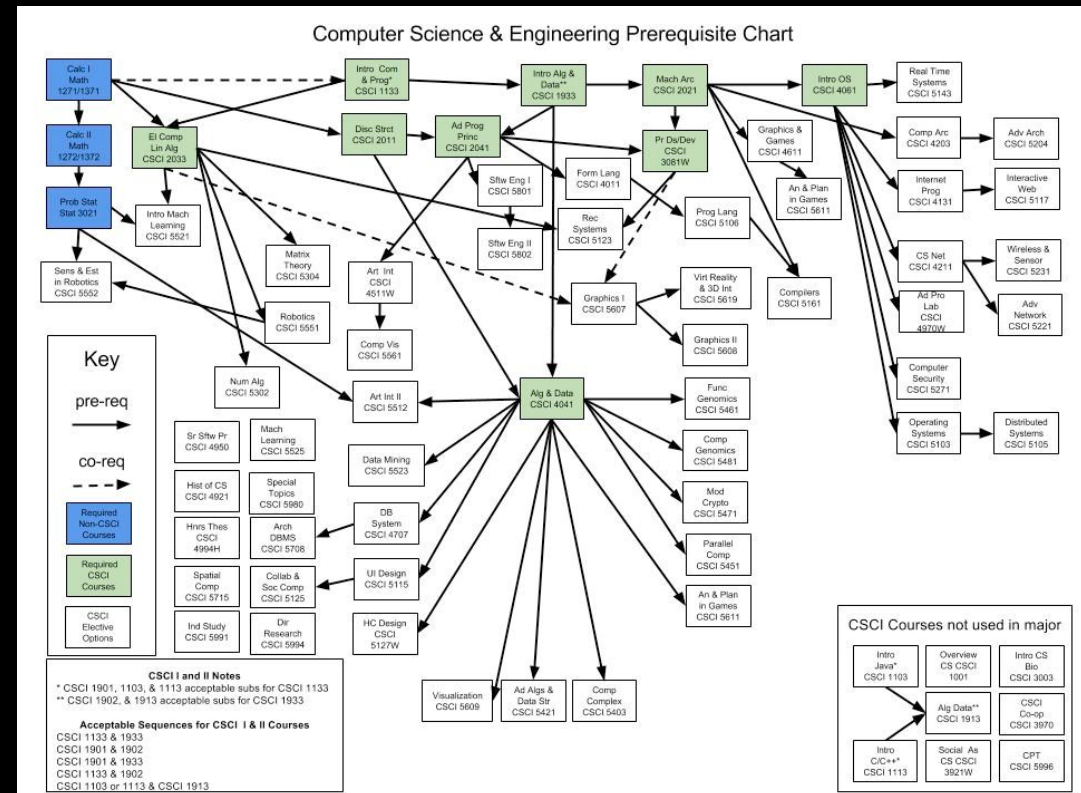 Computer Science & Engineering Prerequisite Chart
Calc I
Math
1271/1371
Intro Com
& Prog*
CSCI 1133
Intro Alg &
Data**
CSCI 1933
Mach Arc
CSCI 2021
Intro OS
CSCI 4061
Real Time
Systems
CSCI 5143
Calc II
Math
1272/1372
El Comp
Lin Alg
CSCI 2033
Disc Strct
CSCI 2011
Ad Prog
Princ
CSCI 2041
Pr Ds/Dev
CSCI
3081W
Graphics &
Games
CSCI 4611
Comp Arc
CSCI 4203
Adv Arch
CSCI 5204
Prob Stat
Stat 3021
Intro Mach
Learning
CSCI 5521
Sftw Eng I
CSCI 5801
Form Lang
CSCI 4011
An & Plan
in Games
CSCI 5611
Internet
Prog
CSCI 4131
Interactive
Web
CSCI 5117
Sens & Est
in Robotics
CSCI 5552
Matrix
Theory
CSCI 5304
Sftw Eng II
CSCI 5802
Rec
Systems
CSCI 5123
Prog Lang
CSCI 5106
CS Net
CSCI 4211
Wireless &
Sensor
CSCI 5231
Robotics
CSCI 5551
Art Int
CSCI
4511W
Graphics I
CSCI 5607
Virt Reality
& 3D Int
CSCI 5619
Compilers
CSCI 5161
Ad Pro
Lab
CSCI
4970W
Adv
Network
CSCI 5221
Comp Vis
CSCI 5561
Graphics II
CSCI 5608
Num Alg
CSCI 5302
Art Int II
CSCI 5512
Alg & Data
CSCI 4041
Func
Genomics
CSCI 5461
Computer
Security
CSCI 5271
Operating
Systems
CSCI 5103
Distributed
Systems
CSCI 5105
Key
pre-req
co-req
Required
Non-CSCI
Courses
Required
CSCI
Courses
CSCI
Elective
Options
Sr Sftw Pr
CSCI 4950
Mach
Learning
CSCI 5525
Data Mining
CSCI 5523
Comp
Genomics
CSCI 5481
Hist of CS
CSCI 4921
Special
Topics
CSCI 5980
DB
System
CSCI 4707
Mod
Crypto
CSCI 5471
Hnrs Thes
CSCI
4994H
Arch
DBMS
CSCI 5708
Parallel
Comp
CSCI 5451
Spatial
Comp
CSCI 5715
Collab &
Soc Comp
CSCI 5125
UI Design
CSCI 5115
An & Plan
in Games
CSCI 5611
Ind Study
CSCI 5991
Dir
Research
CSCI 5994
HC Design
CSCI
5127W
Visualization
CSCI 5609
Ad Algs &
Data Str
CSCI 5421
Comp
Complex
CSCI 5403
CSCI I and II Notes
* CSCI 1901, 1103, & 1113 acceptable subs for CSCI 1133
** CSCI 1902, & 1913 acceptable subs for CSCI 1933
Acceptable Sequences for CSCI I & II Courses
CSCI 1133 & 1933
CSCI 1901 & 1902
CSCI 1901 & 1933
CSCI 1133 & 1902
CSCI 1103 or 1113 & CSCI 1913
CSCI Courses not used in major
Intro
Java*
CSCI 1103
Overview
CS CSCI
1001
Intro CS
Bio
CSCI 3003
Alg Data**
CSCI 1913
CSCI
Co-op
CSCI 3970
Intro
C/C++*
CSCI 1113
Social As
CS CSCI
3921W
CPT
CSCI 5996